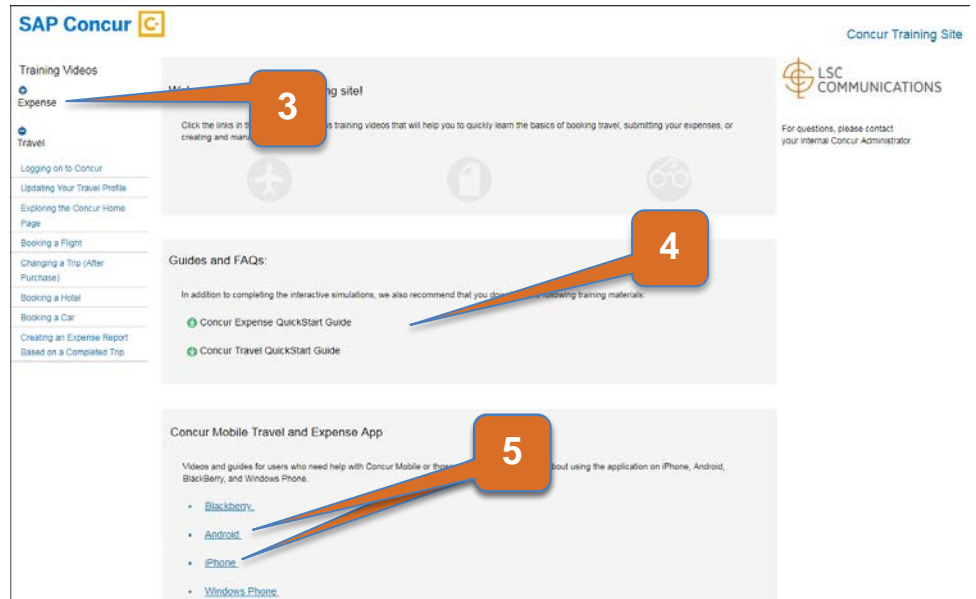 SAP Concur C
Concur Training Site
Training Videos
Expense
Travel
Logging on to Concur
Updating Your Travel Profile
Exploring the Concur Home
Page
Booking a Flight
Changing a Trip (After
Purchase)
Booking a Hotel
Booking a Car
Creating an Expense Report
Based on a Completed Trip
3
ng site!
Click the links in training videos that will help you to quickly learn the basics of booking travel, submitting your expenses, or
creating and
LSC
COMMUNICATIONS
For questions, please contact
your internal Concur Administrator.
4
Guides and FAQs:
In addition to completing the interactive simulations, we also recommend that you following training materials:
Concur Expense QuickStart Guide
Concur Travel QuickStart Guide
5
Concur Mobile Travel and Expense App
Videos and guides for users who need help with Concur Mobile or bout using the application on iPhone, Android,
BlackBerry, and Windows Phone.
• Blackberry
• Android
• iPhone
• Windows Phone